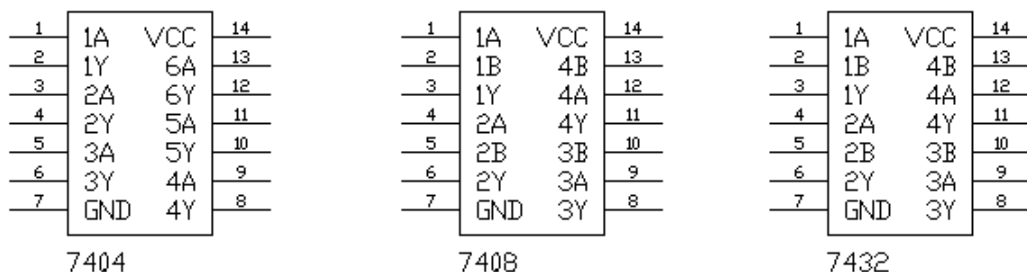 1 1A VCC 14 1 1A VCC 14 1 1A VCC 14
2 1Y 6A 13 2 1B 4B 13 2 1B 4B 13
3 2A 6Y 12 3 1Y 4A 12 3 1Y 4A 12
4 2Y 5A 11 4 2A 4Y 11 4 2A 4Y 11
5 3A 5Y 10 5 2B 3B 10 5 2B 3B 10
6 3Y 4A 9 6 2Y 3A 9 6 2Y 3A 9
7 GND 4Y 8 7 GND 3Y 8 7 GND 3Y 8
7404 7408 7432